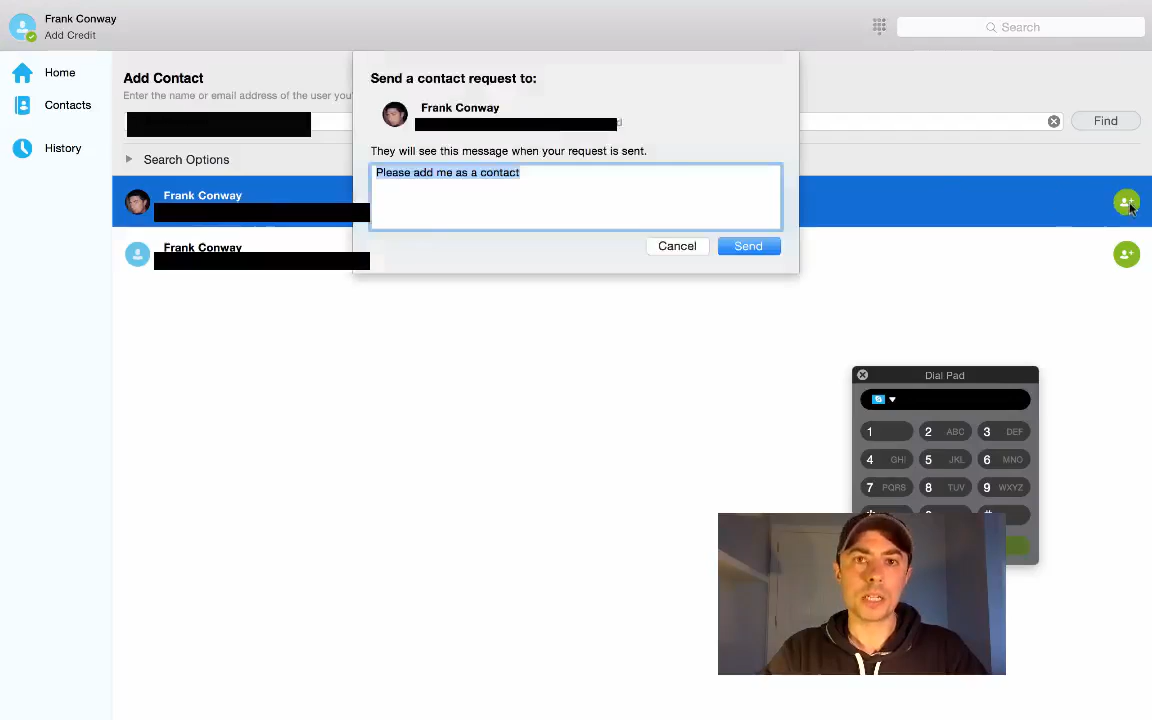 Frank Conway
Add Credit
Search
Home
Contacts
History
Add Contact
Enter the name or email address of the user you'
Find
Search Options
Frank Conway
Frank Conway
Send a contact request to:
Frank Conway
They will see this message when your request is sent.
Please add me as a contact
Cancel
Send
Dial Pad
1
2 ABC
3 DEF
4 GHI
5 JKL
6 MNO
7 PQRS
8 TUV
9 WXYZ